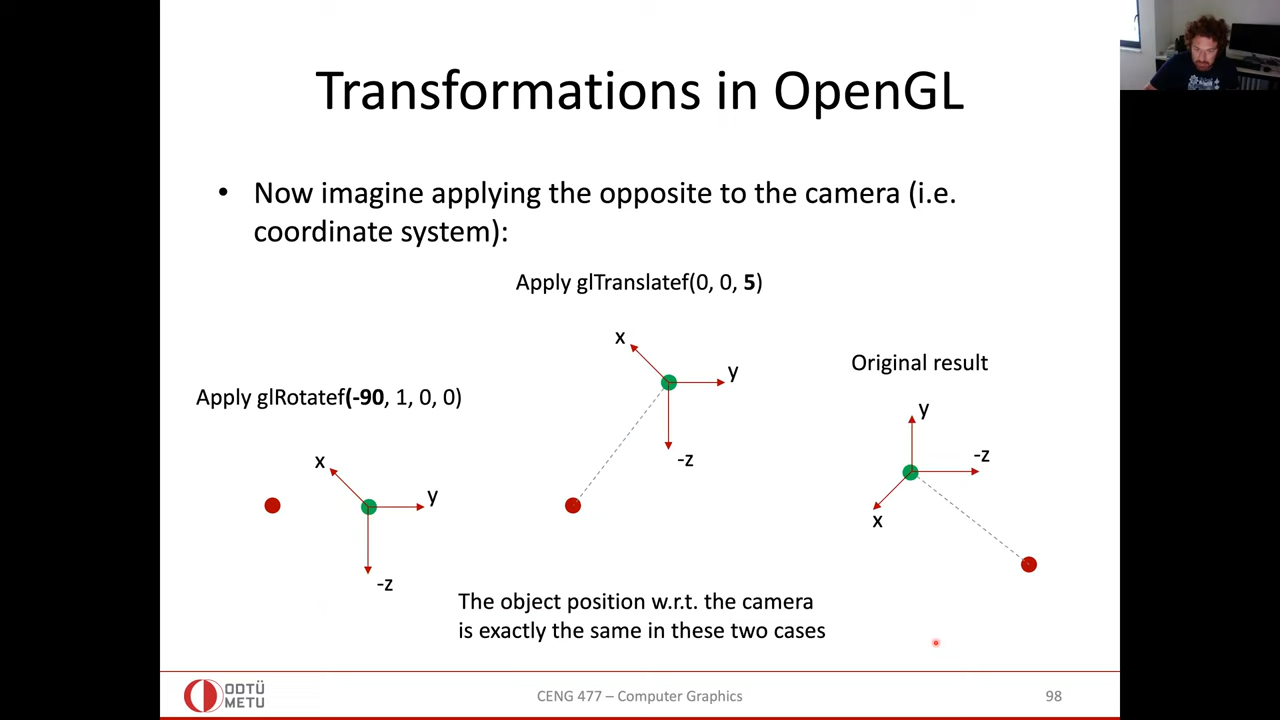 Transformations in OpenGL
• Now imagine applying the opposite to the camera (i.e.
coordinate system):
Apply glTranslatef(0, 0, 5)
x
y
-z
Original result
y
-z
x
Apply glRotatef(-90, 1, 0, 0)
x
y
-z
The object position w.r.t. the camera
is exactly the same in these two cases
ODTÜ
METU
CENG 477 – Computer Graphics
98